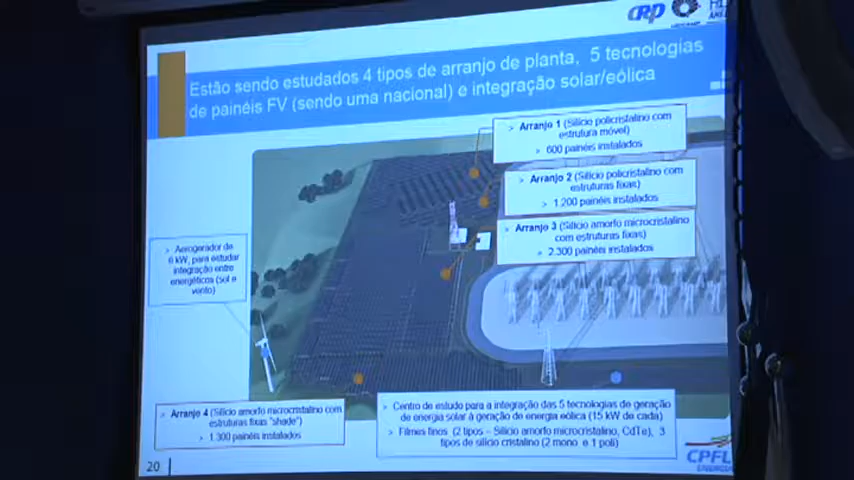 CRP
Estão sendo estudados 4 tipos de arranjo de planta, 5 tecnologias
de painéis FV (sendo uma nacional) e integração solar/eólica
> Arranjo 1 (Silício policristalino com
estrutura móvel)
> 600 painéis instalados
> Arranjo 2 (Silício policristalino com
estruturas fixas)
> 1.200 painéis instalados
> Arranjo 3 (Silício amorfo microcristalino
com estruturas fixas)
> 2.300 painéis instalados
> Aerogerador de
6 kW, para estudar
integração entre
energéticos (sol e
vento)
> Arranjo 4 (Silício amorfo microcristalino com
estruturas fixas "shade")
> 1.300 painéis instalados
> Centro de estudo para a integração das 5 tecnologias de geração
de energia solar à geração de energia eólica (15 kW de cada)
> Filmes finos (2 tipos – Silício amorfo microcristalino, CdTe), 3
tipos de silício cristalino (2 mono e 1 poli)
CPFL
ENERGIA
20